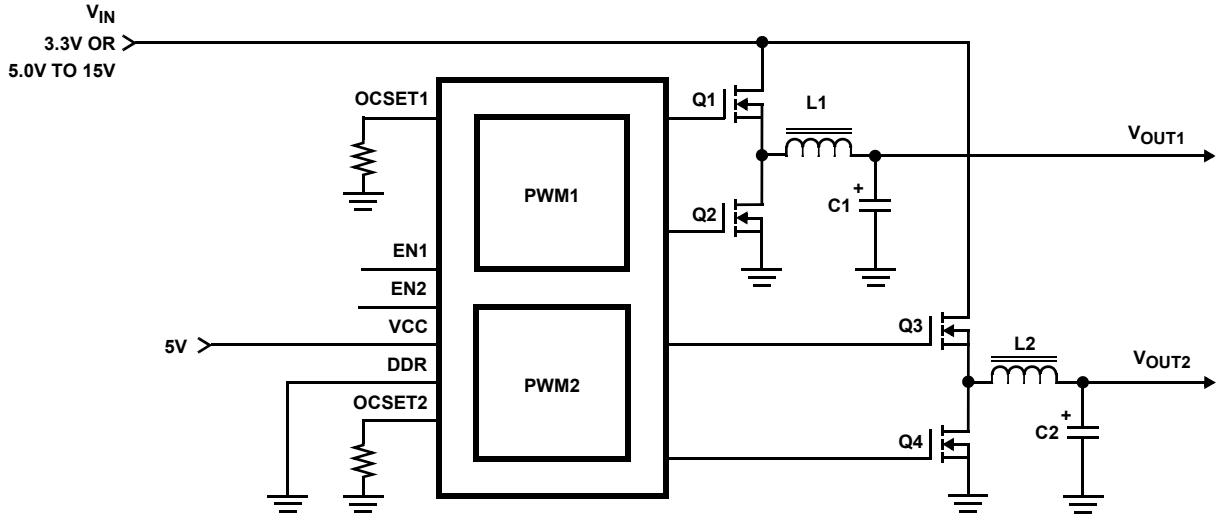 VIN
3.3V OR
5.0V TO 15V
OCSET1
Q1
L1
VOUT1
PWM1
Q2
+
C1
EN1
EN2
VCC
5V
Q3
L2
DDR
PWM2
VOUT2
OCSET2
+
C2
Q4